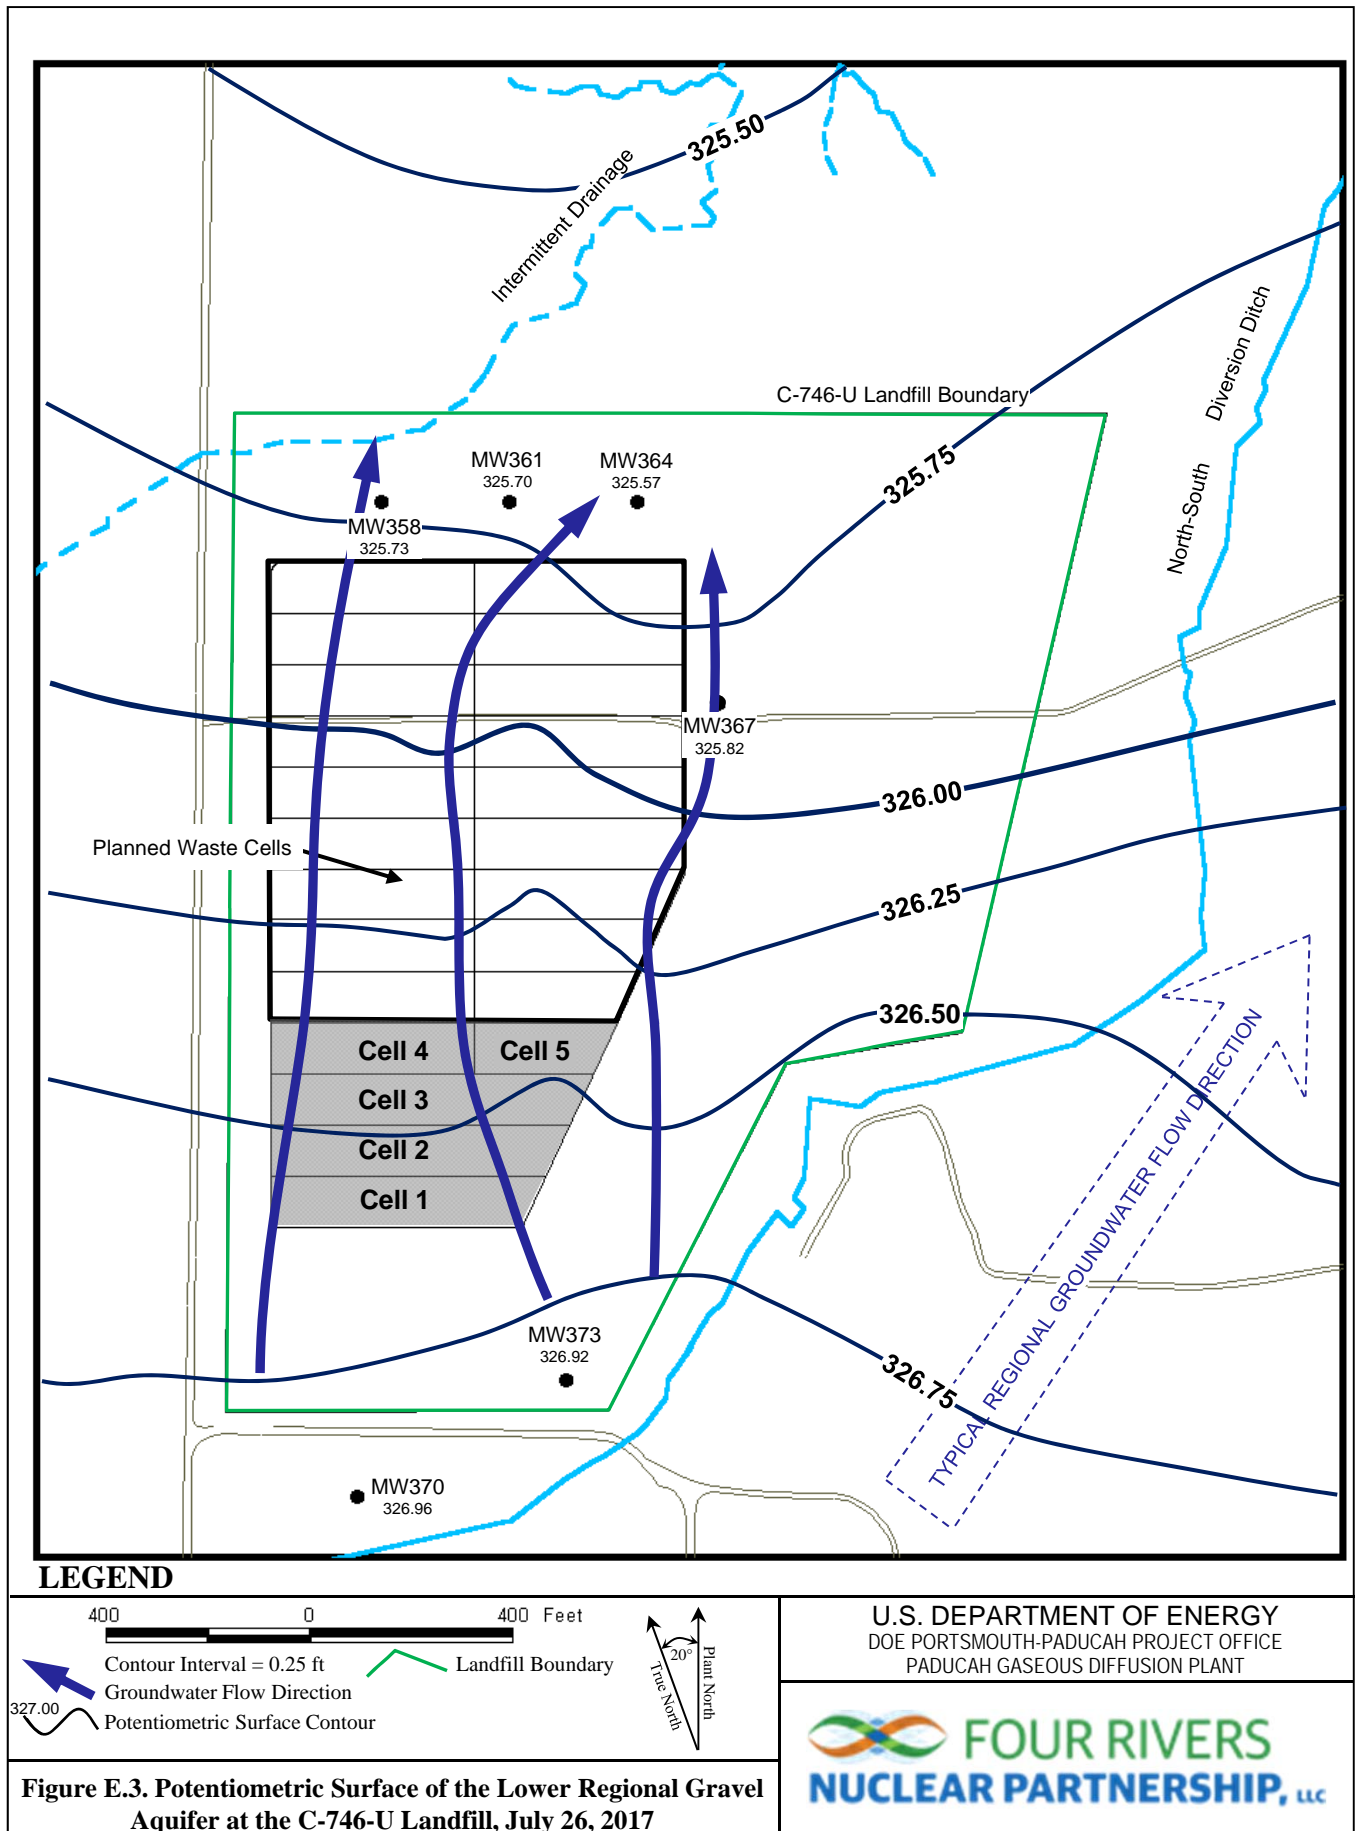 325.50
Intermittent Drainage
Diversion Ditch
North-South
C-746-U Landfill Boundary
325.75
MW361
325.70
MW364
325.57
MW358
325.73
MW367
325.82
326.00
Planned Waste Cells
326.25
326.50
Cell 4
Cell 5
Cell 3
Cell 2
Cell 1
TYPICAL REGIONAL GROUNDWATER FLOW DIRECTION
MW373
326.92
326.75
MW370
326.96
LEGEND
400 0 400 Feet
Contour Interval = 0.25 ft
Landfill Boundary
Groundwater Flow Direction
327.00
Potentiometric Surface Contour
20°
True North
Plant North
U.S. DEPARTMENT OF ENERGY
DOE PORTSMOUTH-PADUCAH PROJECT OFFICE
PADUCAH GASEOUS DIFFUSION PLANT
FOUR RIVERS
NUCLEAR PARTNERSHIP, LLC
Figure E.3. Potentiometric Surface of the Lower Regional Gravel
Aquifer at the C-746-U Landfill, July 26, 2017